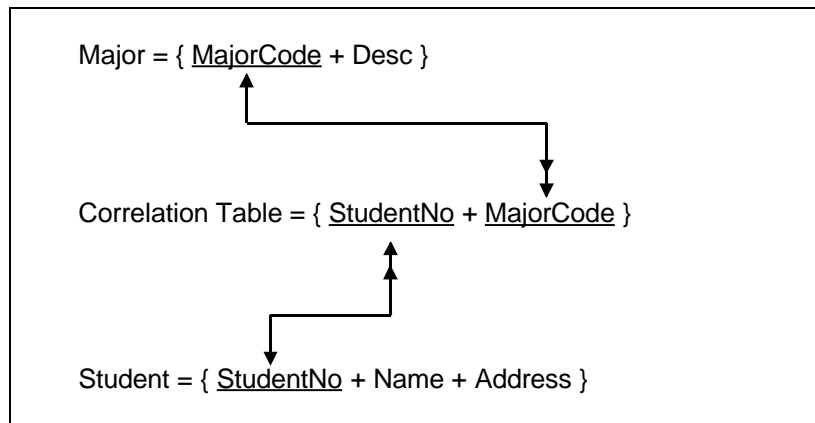 Major = { MajorCode + Desc }
Correlation Table = { StudentNo + MajorCode }
Student = { StudentNo + Name + Address }